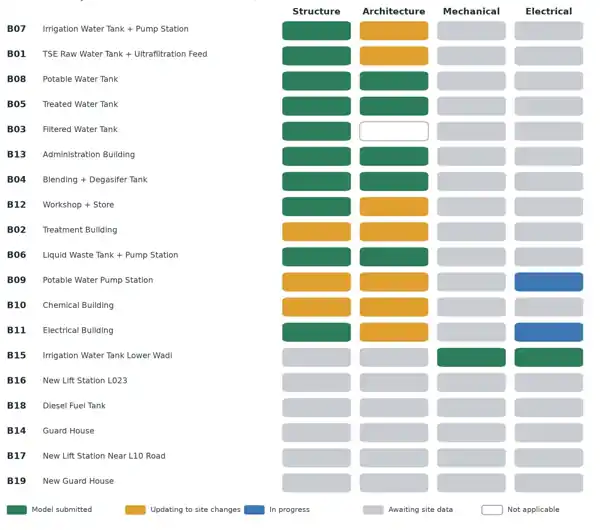 Structure Architecture Mechanical Electrical
B07 Irrigation Water Tank + Pump Station
B01 TSE Raw Water Tank + Ultrafiltration Feed
B08 Potable Water Tank
B05 Treated Water Tank
B03 Filtered Water Tank
B13 Administration Building
B04 Blending + Degasifer Tank
B12 Workshop + Store
B02 Treatment Building
B06 Liquid Waste Tank + Pump Station
B09 Potable Water Pump Station
B10 Chemical Building
B11 Electrical Building
B15 Irrigation Water Tank Lower Wadi
B16 New Lift Station L023
B18 Diesel Fuel Tank
B14 Guard House
B17 New Lift Station Near L10 Road
B19 New Guard House
Model submitted Updating to site changes In progress Awaiting site data Not applicable